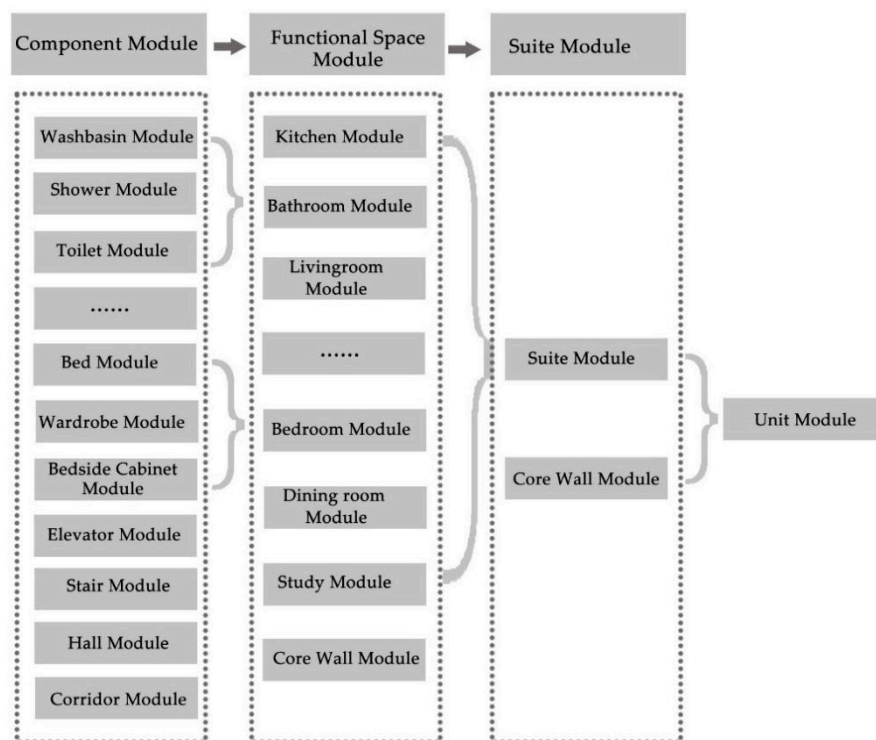 Component Module
Functional Space
Module
Suite Module
Washbasin Module
Shower Module
Toilet Module
......
Bed Module
Wardrobe Module
Bedside Cabinet
Module
Elevator Module
Stair Module
Hall Module
Corridor Module
Kitchen Module
Bathroom Module
Livingroom
Module
......
Bedroom Module
Dining room
Module
Study Module
Core Wall Module
Suite Module
Core Wall Module
Unit Module